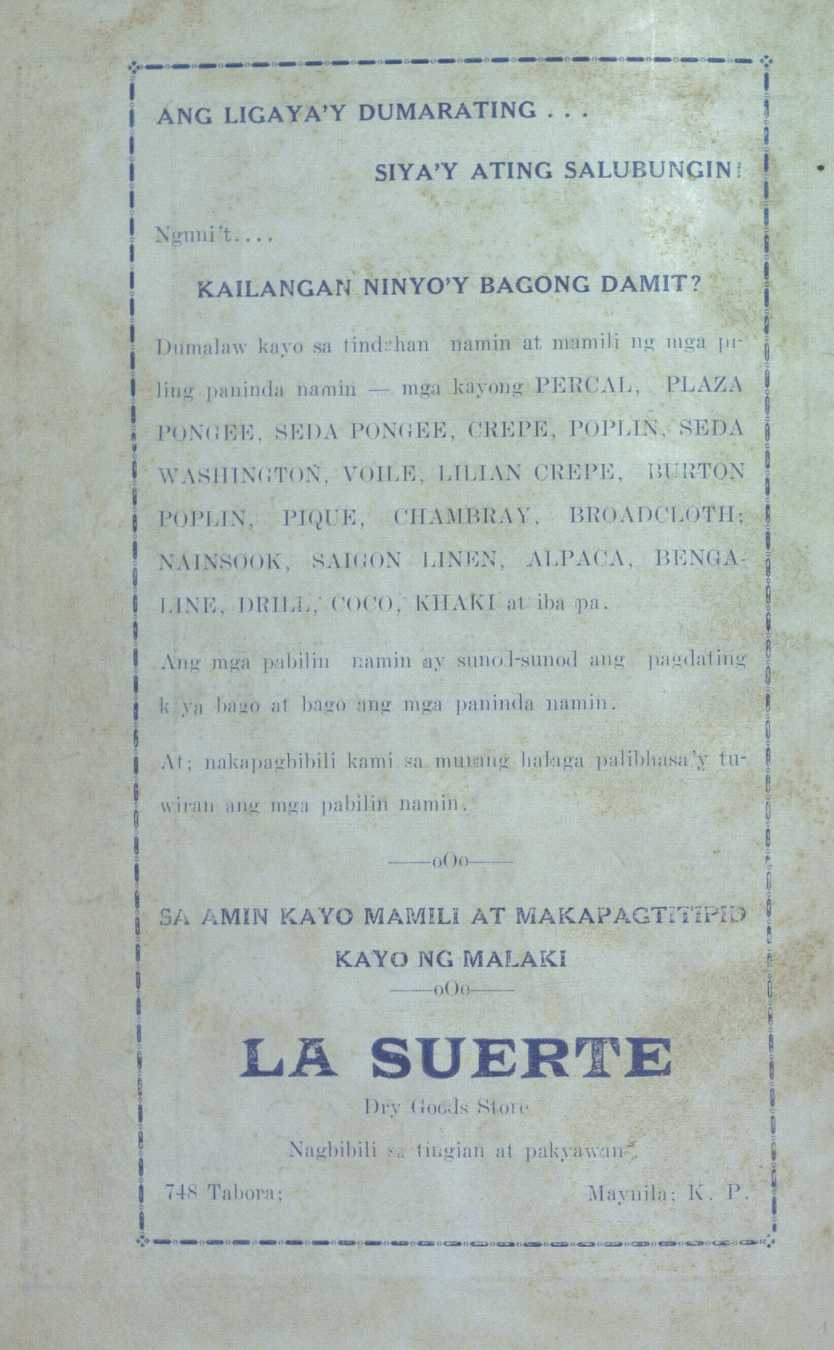 ANG LIGAYA'Y DUMARATING . . .
SIYA'Y ATING SALUBUNGIN!
Nguni't....
KAILANGAN NINYO'Y BAGONG DAMIT?
Dumalaw kayo sa tindahan namin at mamili ng mga pi-
ling paninda namin — mga kayong PERCAL, PLAZA
PONGEE, SEDA PONGEE, CREPE, POPLIN, SEDA
WASHINGTON, VOILE, LILIAN CREPE, BURTON
POPLIN, PIQUE, CHAMBRAY, BROADCLOTH;
NAINSOOK, SAIGON LINEN, ALPACA, BENGA-
LINE, DRILL, COCO, KHAKI at iba pa.
Ang mga pabilin namin ay sunod-sunod ang pagdating
kaya bago at bago ang mga paninda namin.
At; nakapagbibili kami sa murang halaga palibhasa'y tu-
wiran ang mga pabilin namin.
——oOo——
SA AMIN KAYO MAMILI AT MAKAPAGTITIPID
KAYO NG MALAKI
——oOo——
LA SUERTE
Dry Goods Store
Nagbibili sa tingian at pakyawan
748 Tabora; Maynila; K. P.